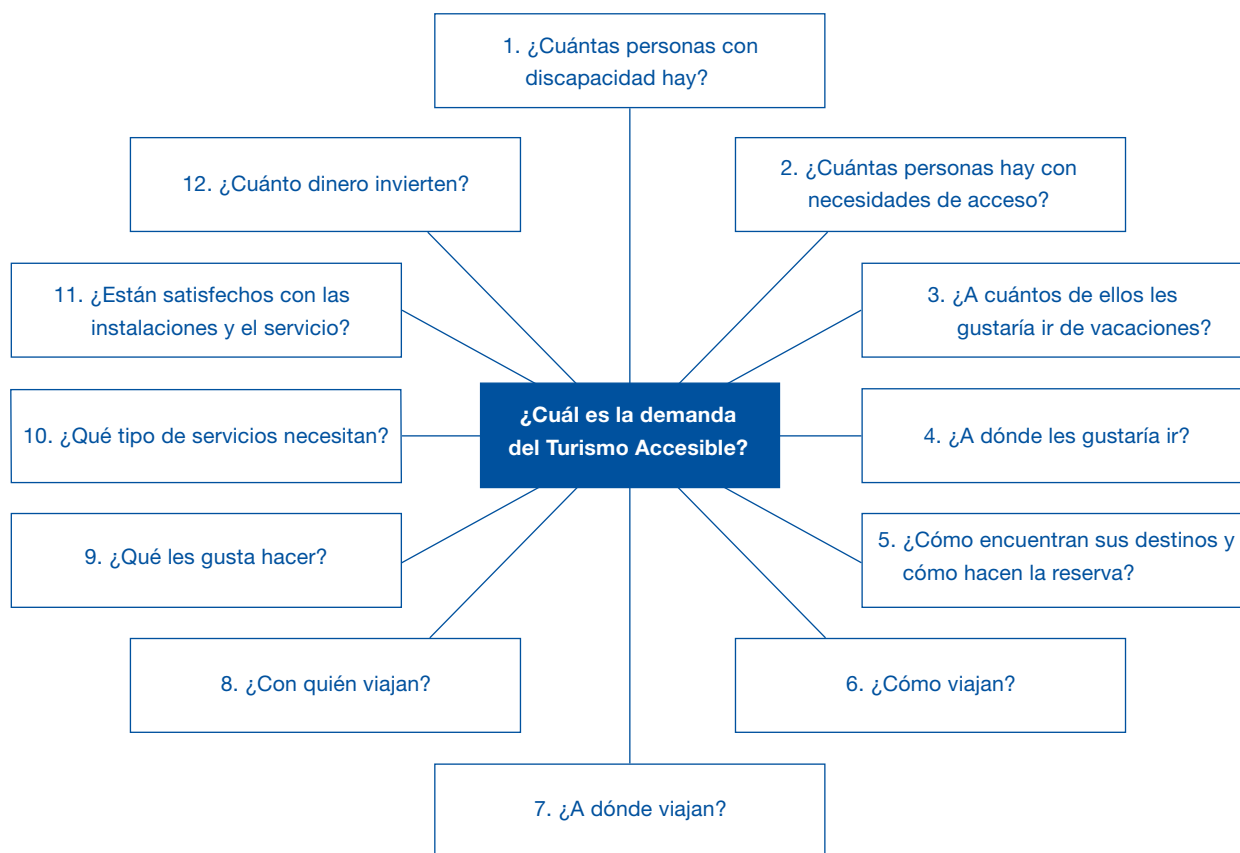 1. ¿Cuántas personas con
discapacidad hay?
2. ¿Cuántas personas hay con
necesidades de acceso?
3. ¿A cuántos de ellos les
gustaría ir de vacaciones?
4. ¿A dónde les gustaría ir?
5. ¿Cómo encuentran sus destinos y
cómo hacen la reserva?
6. ¿Cómo viajan?
7. ¿A dónde viajan?
8. ¿Con quién viajan?
9. ¿Qué les gusta hacer?
10. ¿Qué tipo de servicios necesitan?
11. ¿Están satisfechos con las
instalaciones y el servicio?
12. ¿Cuánto dinero invierten?
¿Cuál es la demanda
del Turismo Accesible?